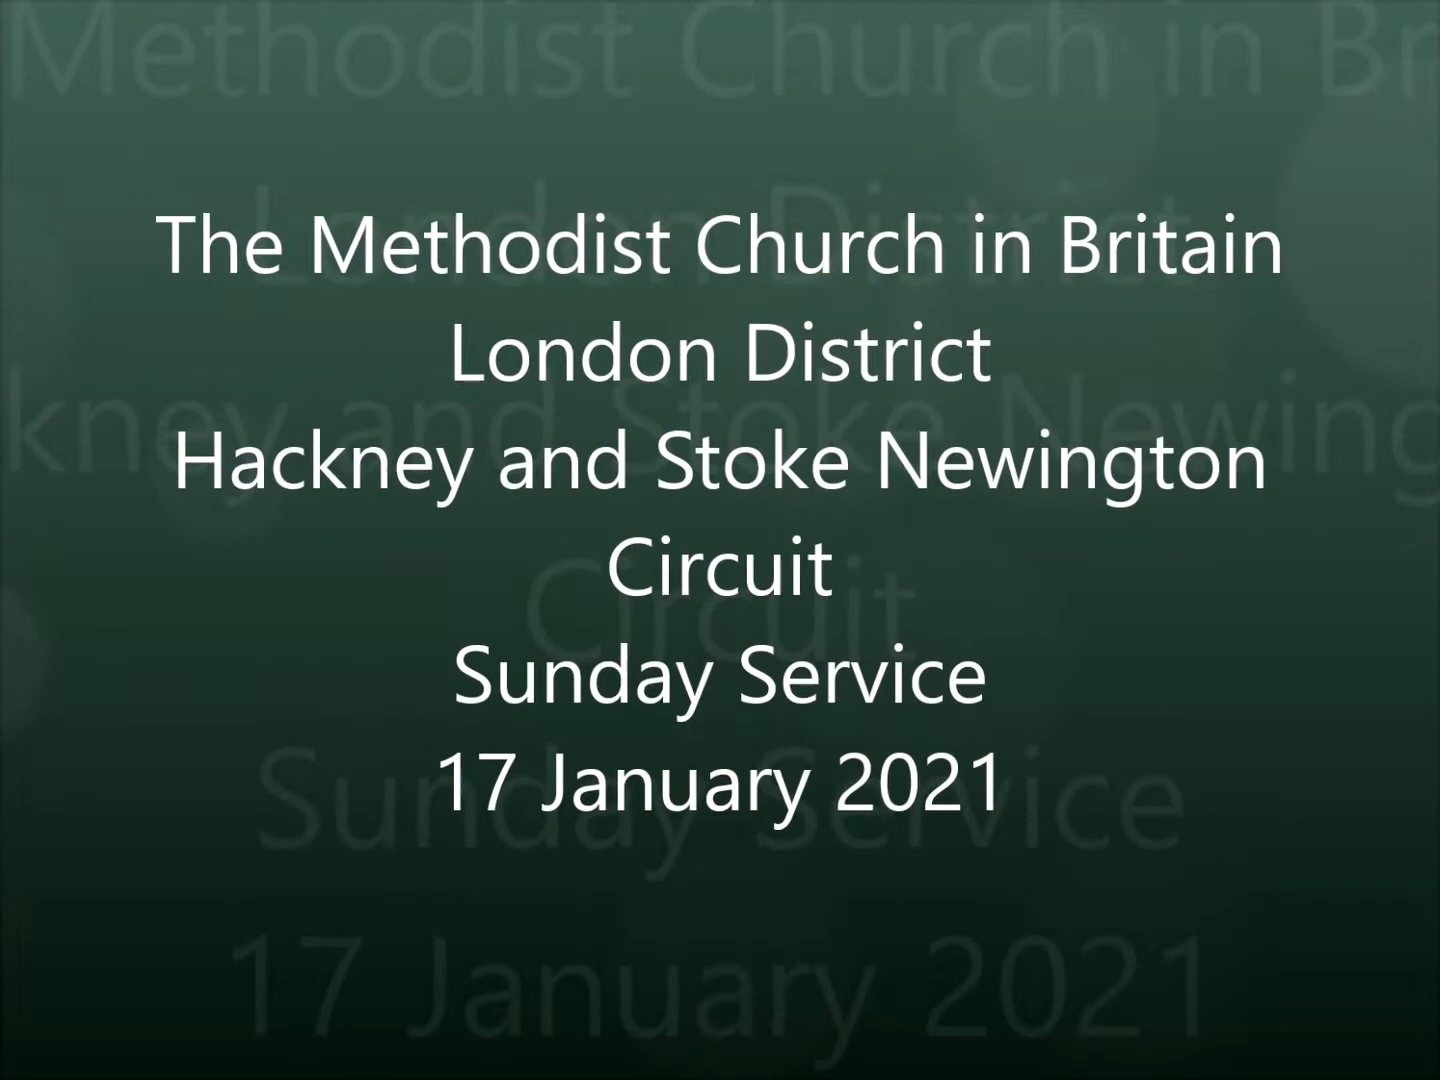 The Methodist Church in Britain
London District
Hackney and Stoke Newington
Circuit
Sunday Service
17 January 2021